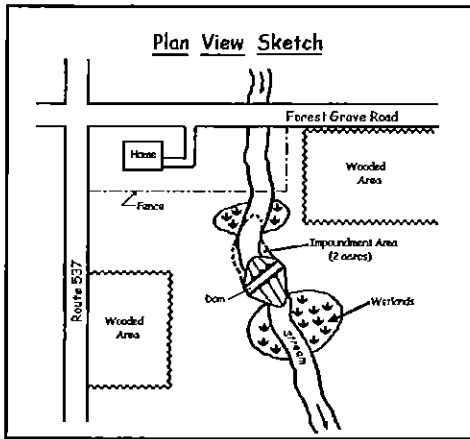 Plan View Sketch
Forest Grove Road
Home
Wooded
Area
Fence
Impoundment Area
(2 acres)
Route 537
Dam
Wetlands
Wooded
Area
Stream